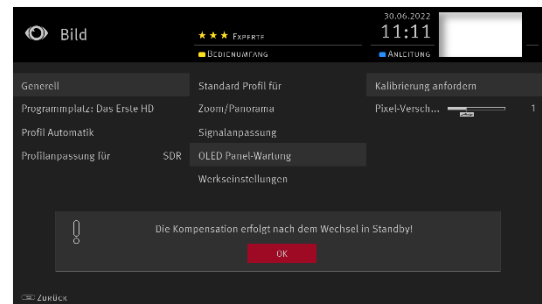 30.06.2022
Bild
★ ★ ★ EXPERTE
11:11
BEDIENUMFANG
ANLEITUNG
Generell
Standard Profil für
Kalibrierung anfordern
Programmplatz: Das Erste HD
Zoom/Panorama
Pixel-Versch... 1
Profil Automatik
Signalanpassung
Profilanpassung für SDR
OLED Panel-Wartung
Werkseinstellungen
Die Kompensation erfolgt nach dem Wechsel in Standby!
OK
ZURÜCK